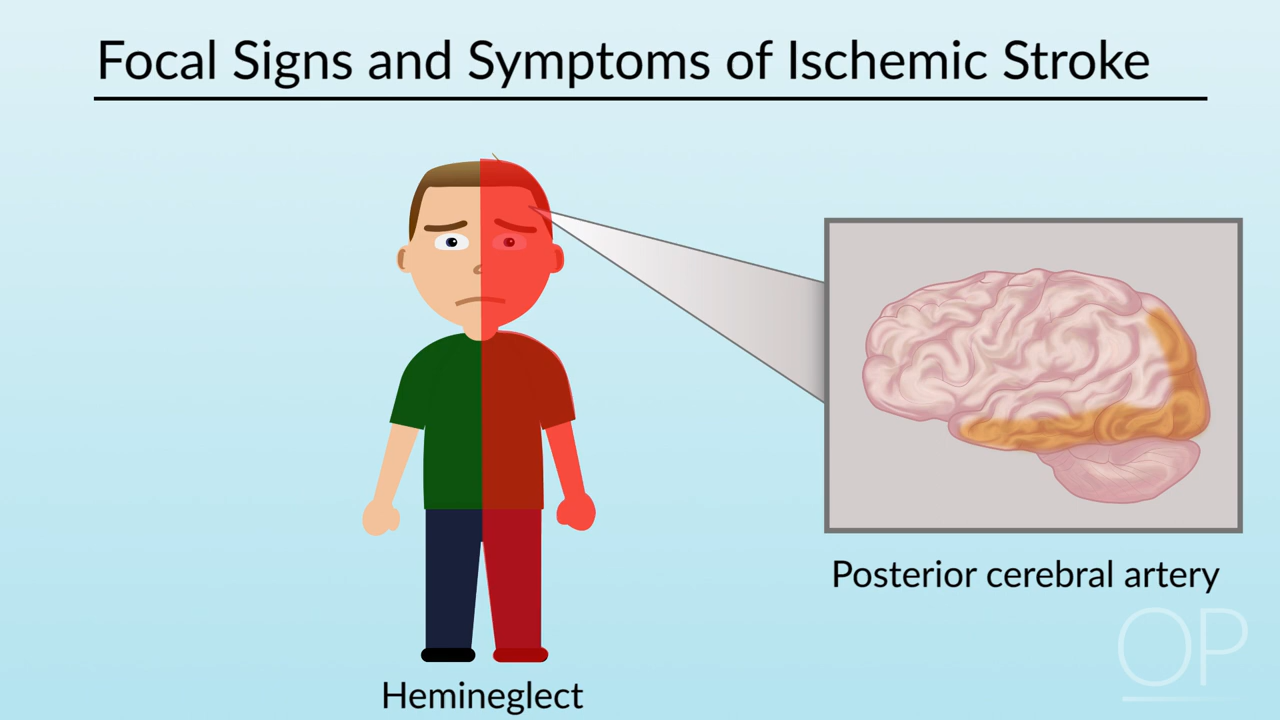 Focal Signs and Symptoms of Ischemic Stroke
Posterior cerebral artery
OP
Hemineglect